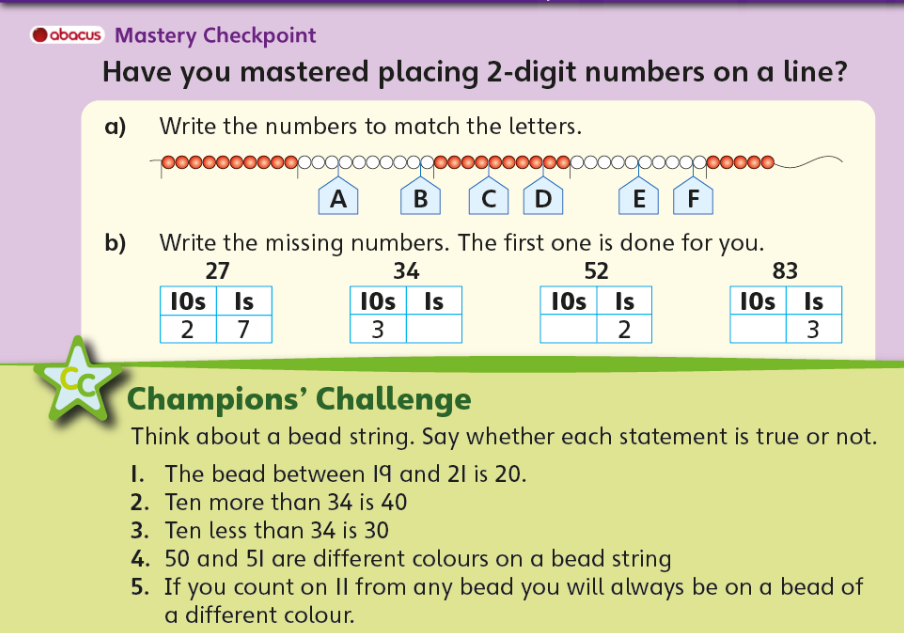 abacus Mastery Checkpoint
Have you mastered placing 2-digit numbers on a line?
a) Write the numbers to match the letters.
A B C D E F
b) Write the missing numbers. The first one is done for you.
27 34 52 83
10s 1s 10s 1s 10s 1s 10s 1s
2 7 3 2 3
CC
Champions' Challenge
Think about a bead string. Say whether each statement is true or not.
1. The bead between 19 and 21 is 20.
2. Ten more than 34 is 40
3. Ten less than 34 is 30
4. 50 and 51 are different colours on a bead string
5. If you count on 11 from any bead you will always be on a bead of
a different colour.